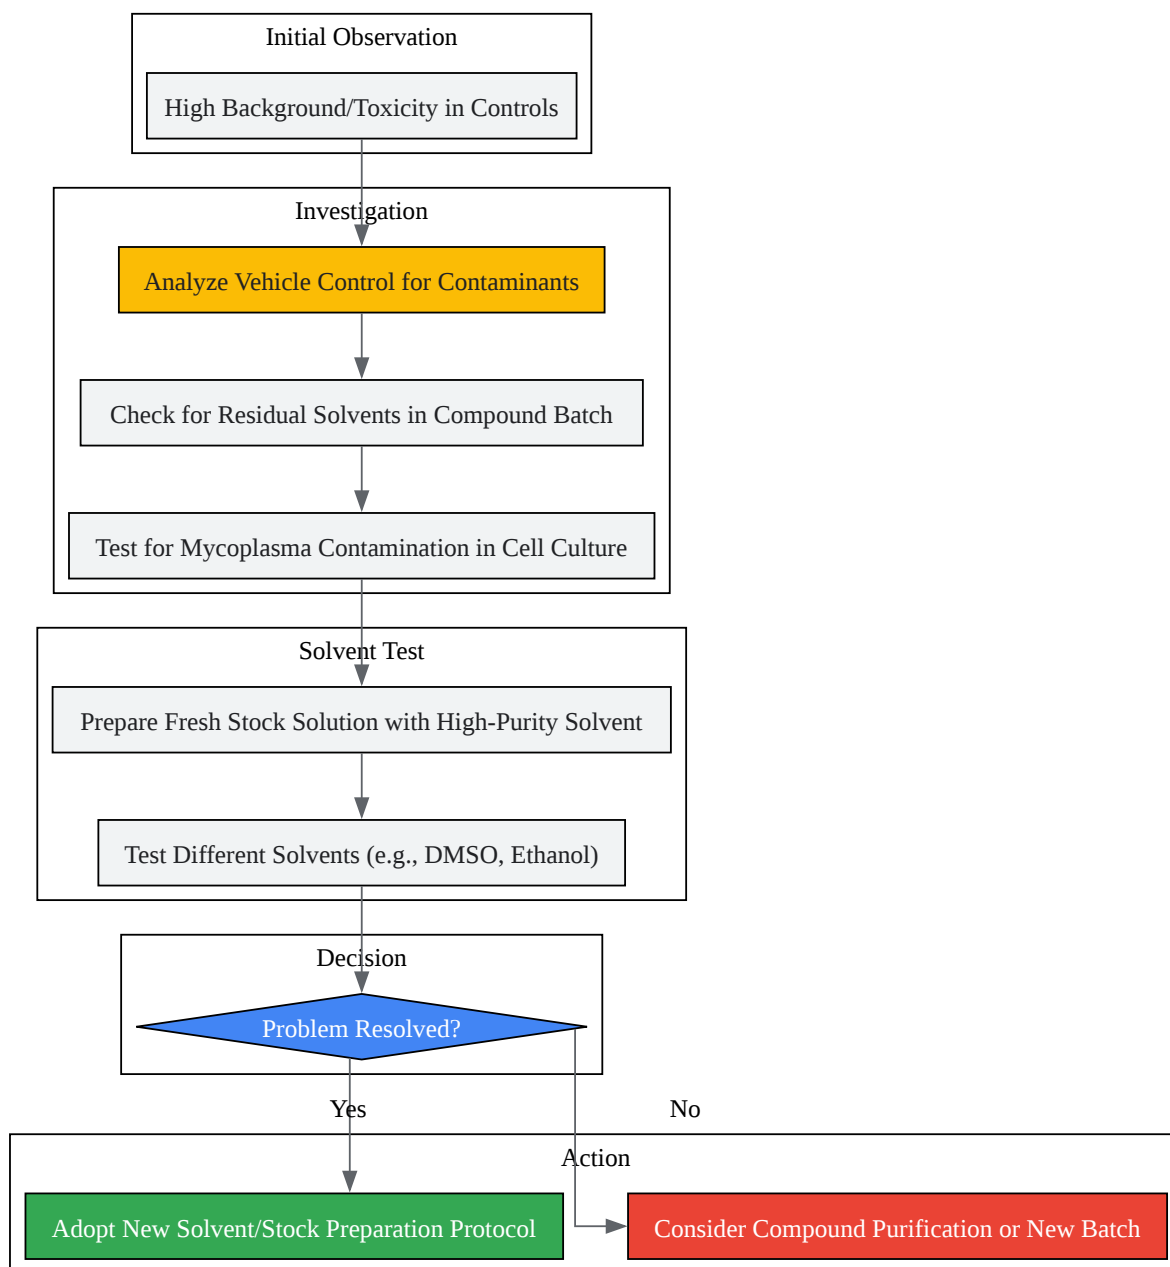 Initial Observation
High Background/Toxicity in Controls
Investigation
Analyze Vehicle Control for Contaminants
Check for Residual Solvents in Compound Batch
Test for Mycoplasma Contamination in Cell Culture
Solvent Test
Prepare Fresh Stock Solution with High-Purity Solvent
Test Different Solvents (e.g., DMSO, Ethanol)
Decision
Problem Resolved?
Yes
No
Action
Adopt New Solvent/Stock Preparation Protocol
Consider Compound Purification or New Batch